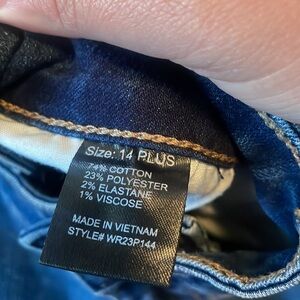 Size: 14 PLUS
74% COTTON
23% POLYESTER
2% ELASTANE
1% VISCOSE
MADE IN VIETNAM
STYLE# WR23P144